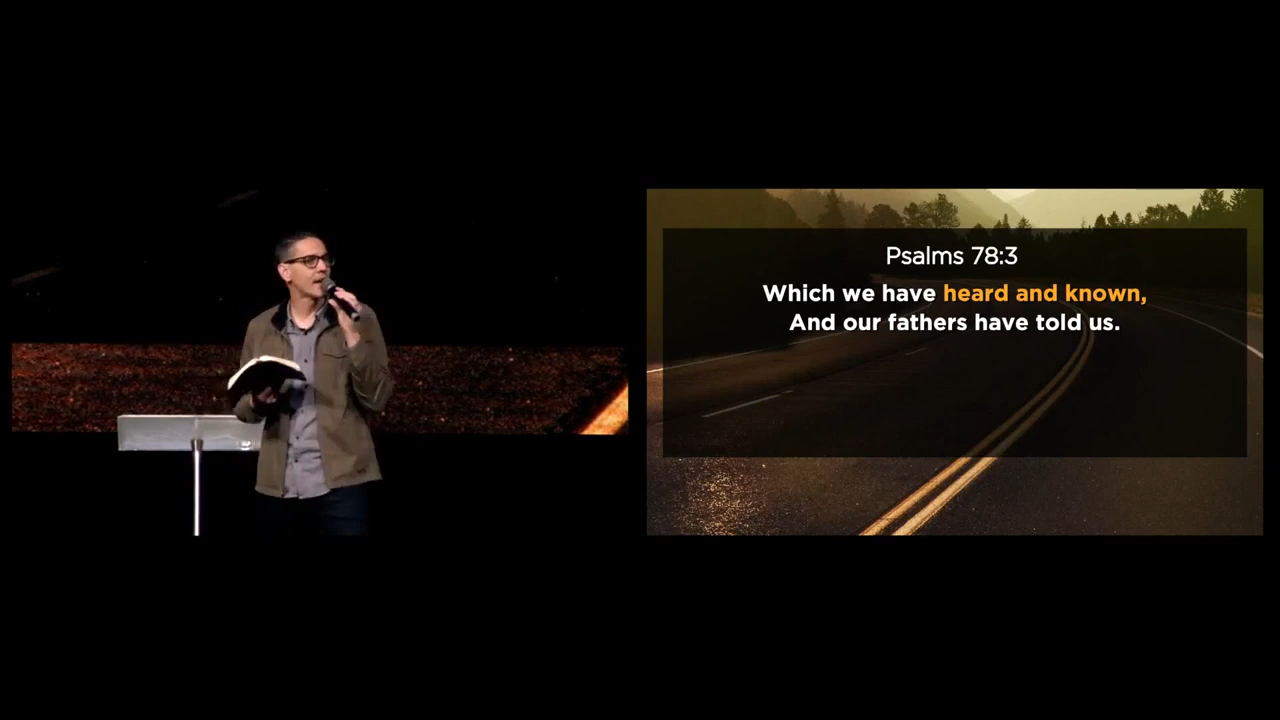 Psalms 78:3
Which we have heard and known,
And our fathers have told us.